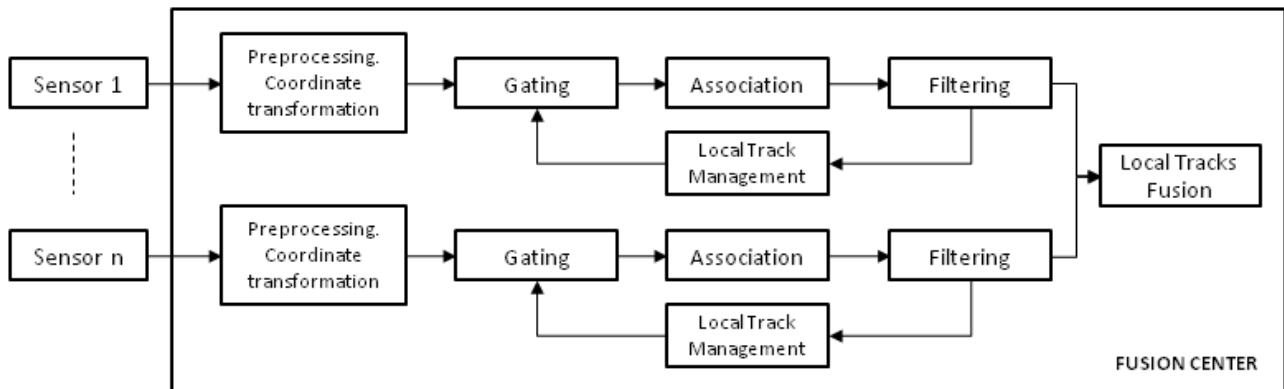 Sensor 1
Preprocessing.
Coordinate
transformation
Gating
Association
Filtering
Local Track
Management
Local Tracks
Fusion
Sensor n
Preprocessing.
Coordinate
transformation
Gating
Association
Filtering
Local Track
Management
FUSION CENTER